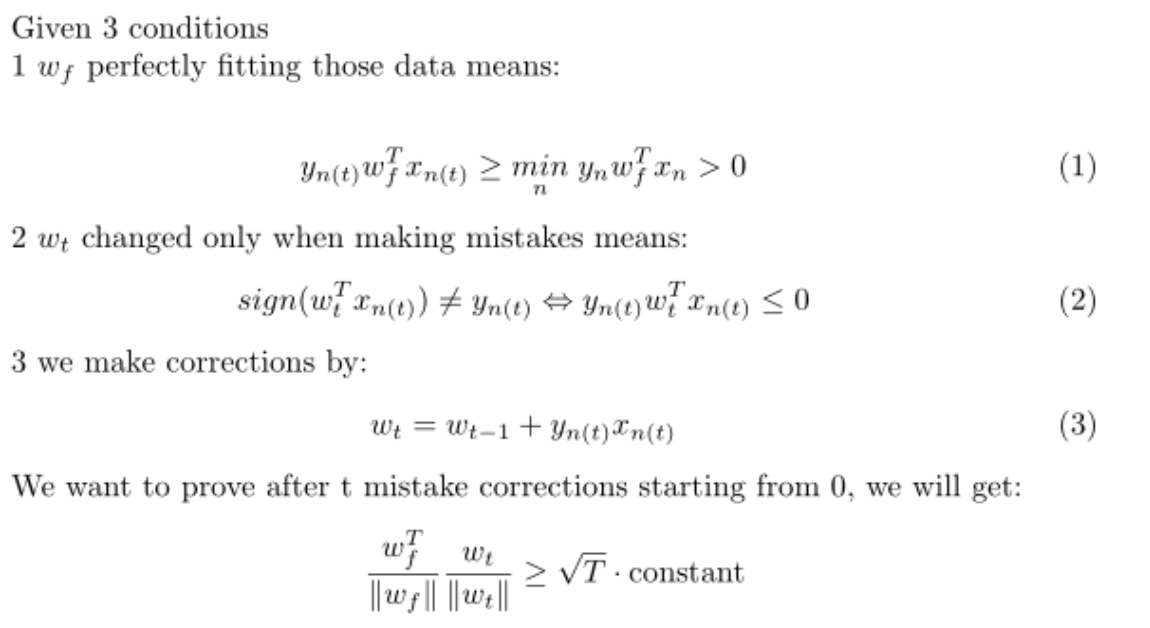 Given 3 conditions
1 $w_f$ perfectly fitting those data means:
$$y_{n(t)} w_f^T x_{n(t)} \geq \underset{n}{min}\ y_n w_f^T x_n > 0 \quad (1)$$
2 $w_t$ changed only when making mistakes means:
$$sign(w_t^T x_{n(t)}) \neq y_{n(t)} \Leftrightarrow y_{n(t)} w_t^T x_{n(t)} \leq 0 \quad (2)$$
3 we make corrections by:
$$w_t = w_{t-1} + y_{n(t)} x_{n(t)} \quad (3)$$
We want to prove after t mistake corrections starting from 0, we will get:
$$\frac{w_f^T}{\|w_f\|} \frac{w_t}{\|w_t\|} \geq \sqrt{T} \cdot \text{constant}$$